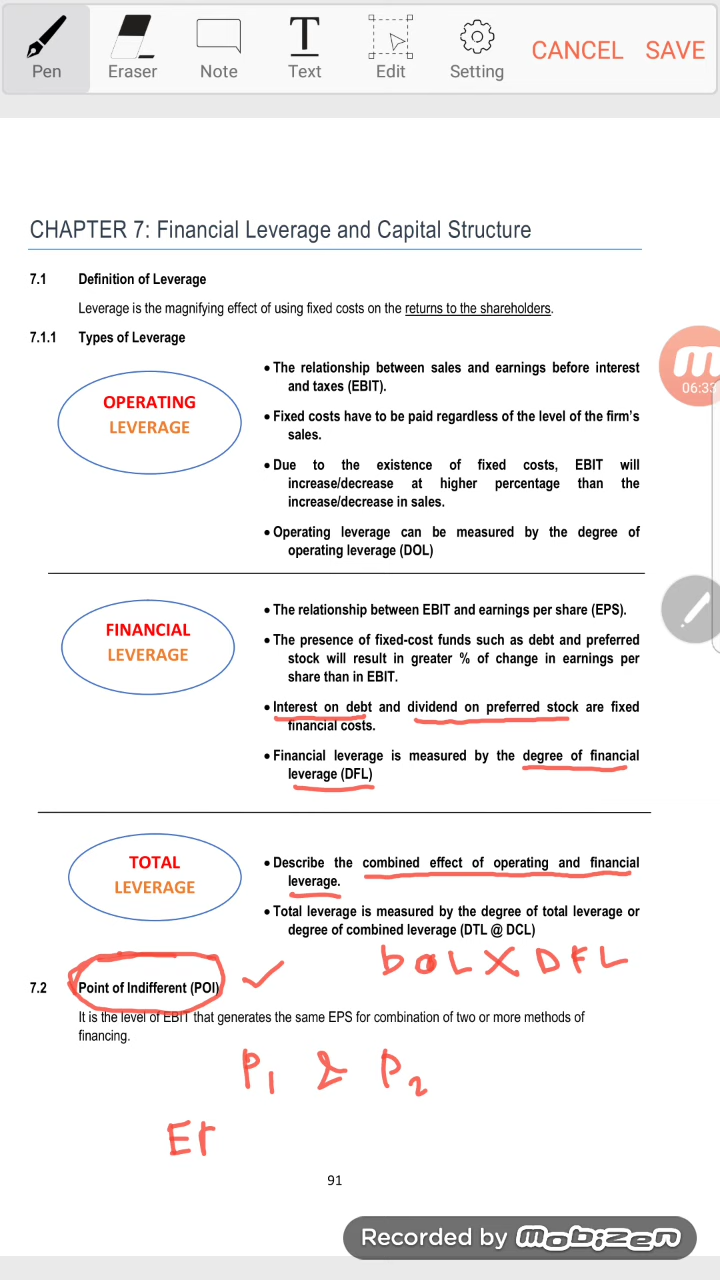 Pen Eraser Note Text Edit Setting CANCEL SAVE
CHAPTER 7: Financial Leverage and Capital Structure
7.1 Definition of Leverage
Leverage is the magnifying effect of using fixed costs on the returns to the shareholders.
7.1.1 Types of Leverage
OPERATING
LEVERAGE
• The relationship between sales and earnings before interest
and taxes (EBIT).
• Fixed costs have to be paid regardless of the level of the firm's
sales.
• Due to the existence of fixed costs, EBIT will
increase/decrease at higher percentage than the
increase/decrease in sales.
• Operating leverage can be measured by the degree of
operating leverage (DOL)
06:33
FINANCIAL
LEVERAGE
• The relationship between EBIT and earnings per share (EPS).
• The presence of fixed-cost funds such as debt and preferred
stock will result in greater % of change in earnings per
share than in EBIT.
• Interest on debt and dividend on preferred stock are fixed
financial costs.
• Financial leverage is measured by the degree of financial
leverage (DFL)
TOTAL
LEVERAGE
• Describe the combined effect of operating and financial
leverage.
• Total leverage is measured by the degree of total leverage or
degree of combined leverage (DTL @ DCL)
DOL X DFL
7.2 Point of Indifferent (POI)
It is the level of EBIT that generates the same EPS for combination of two or more methods of
financing.
P1 & P2
91
Recorded by mobizen